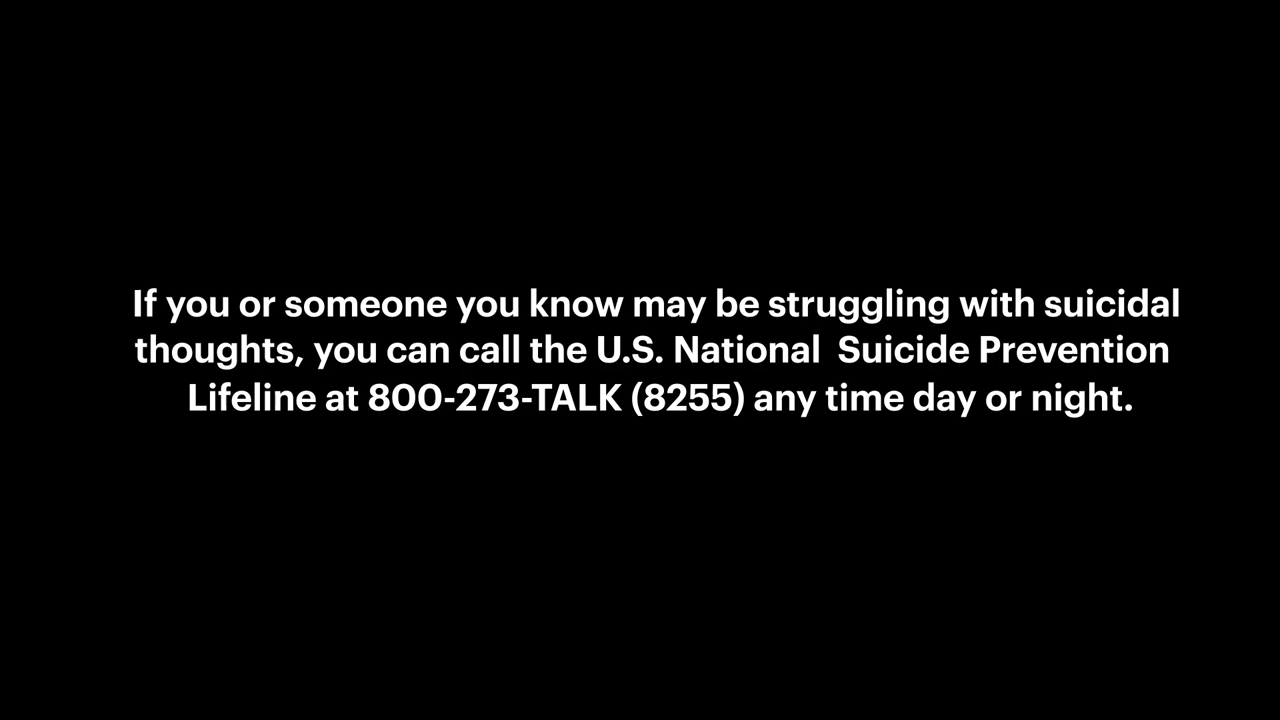 If you or someone you know may be struggling with suicidal
thoughts, you can call the U.S. National  Suicide Prevention
Lifeline at 800-273-TALK (8255) any time day or night.